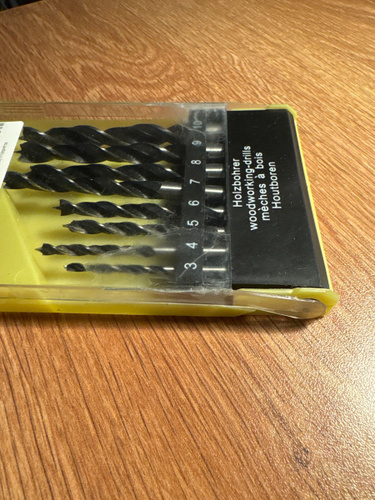 Holzbohrer
woodworking-drills
mèches à bois
Houtboren
3 4 5 6 7 8 9 10